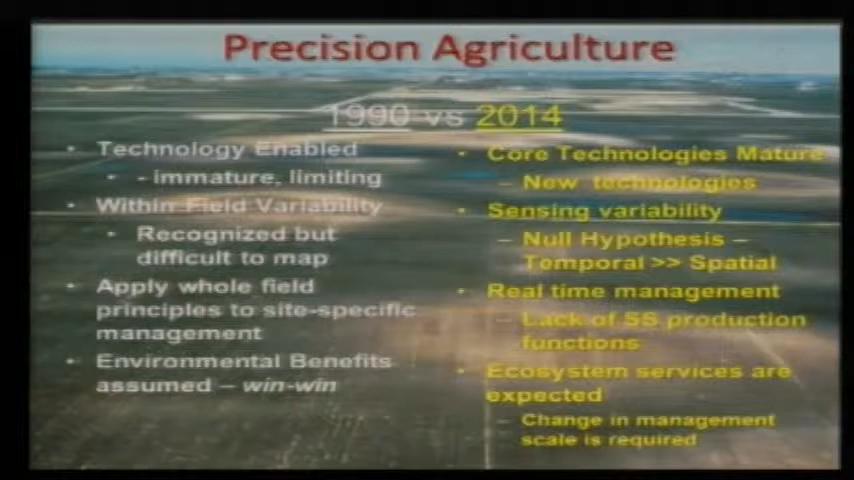 Precision Agriculture
1990 vs 2014
• Technology Enabled
• - immature, limiting
• Within Field Variability
• Recognized but
difficult to map
• Apply whole field
principles to site-specific
management
• Environmental Benefits
assumed – win-win
• Core Technologies Mature
– New technologies
• Sensing variability
– Null Hypothesis –
Temporal >> Spatial
• Real time management
– Lack of SS production
functions
• Ecosystem services are
expected
– Change in management
scale is required